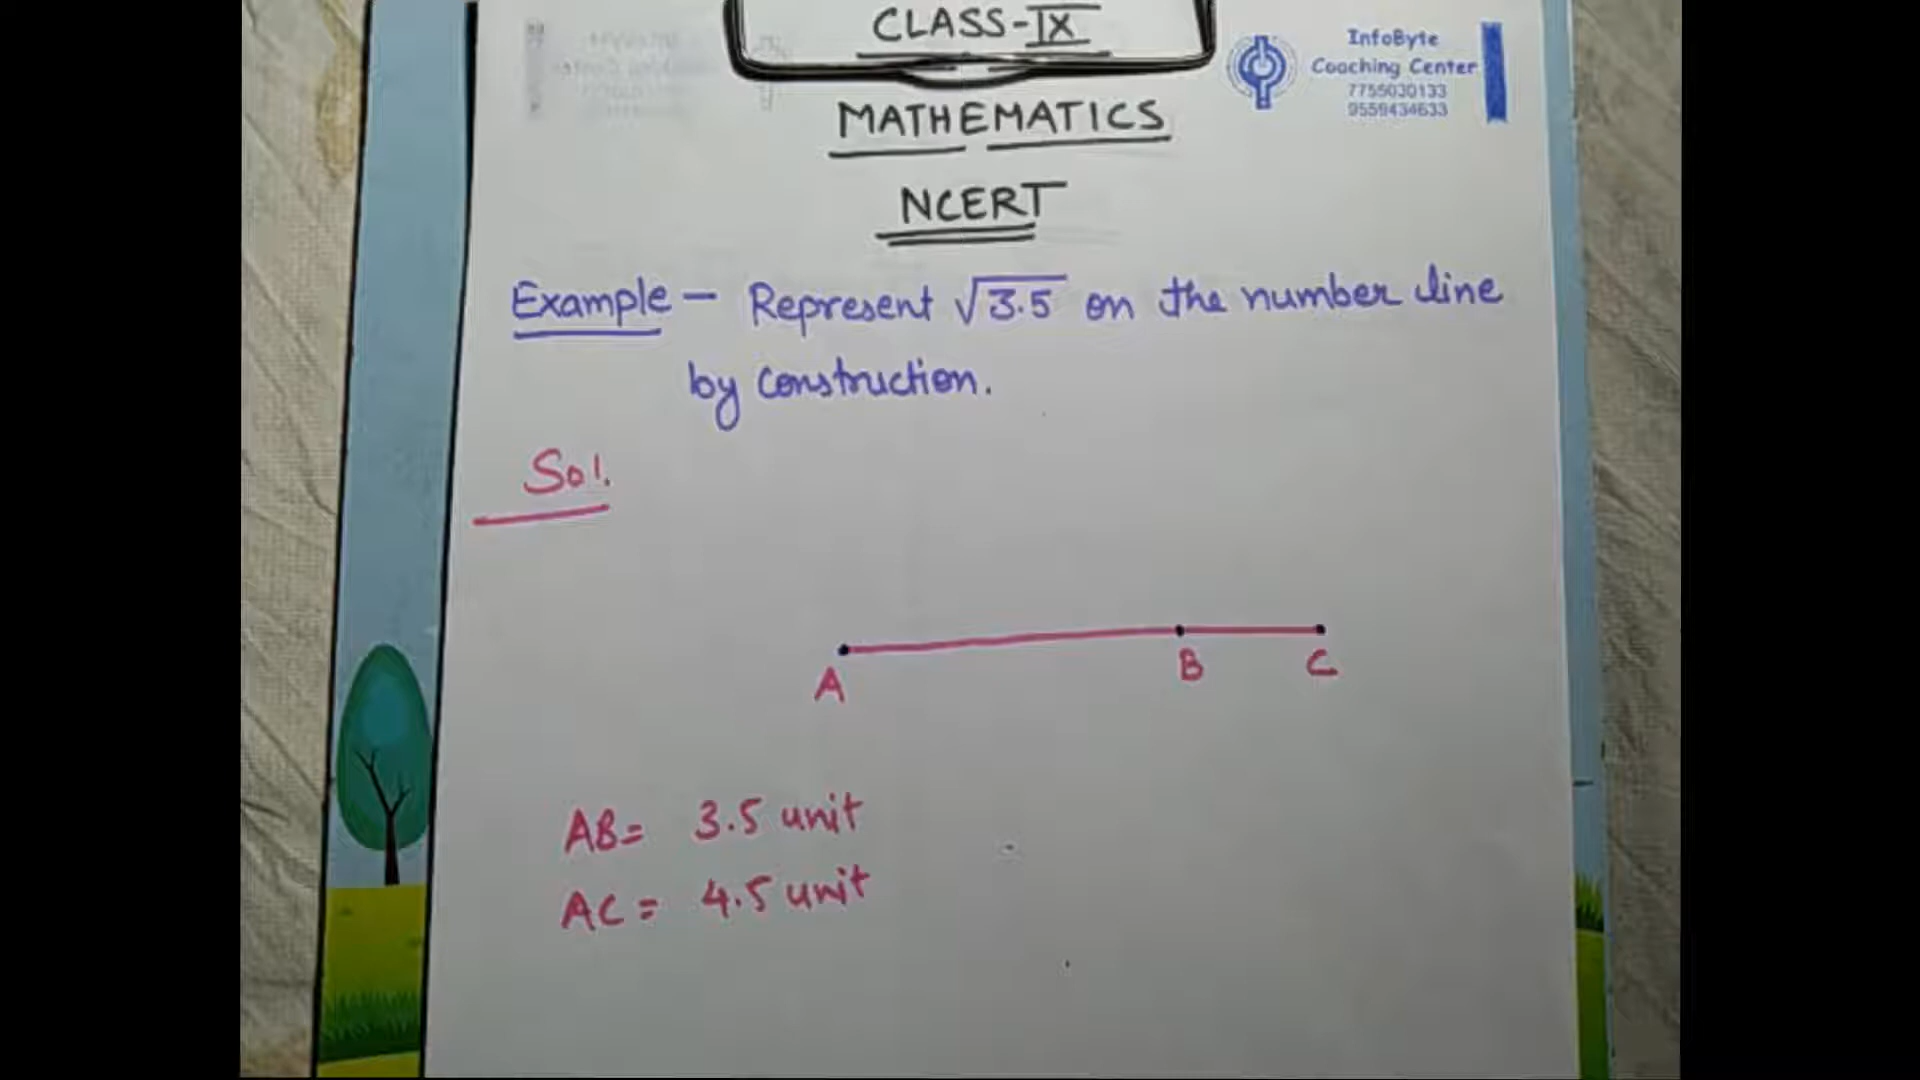 CLASS-IX
InfoByte
Coaching Center
7755030133
9559434633
MATHEMATICS
NCERT
Example – Represent √3.5 on the number line
by construction.
Sol.
A B C
AB= 3.5 unit
AC= 4.5 unit